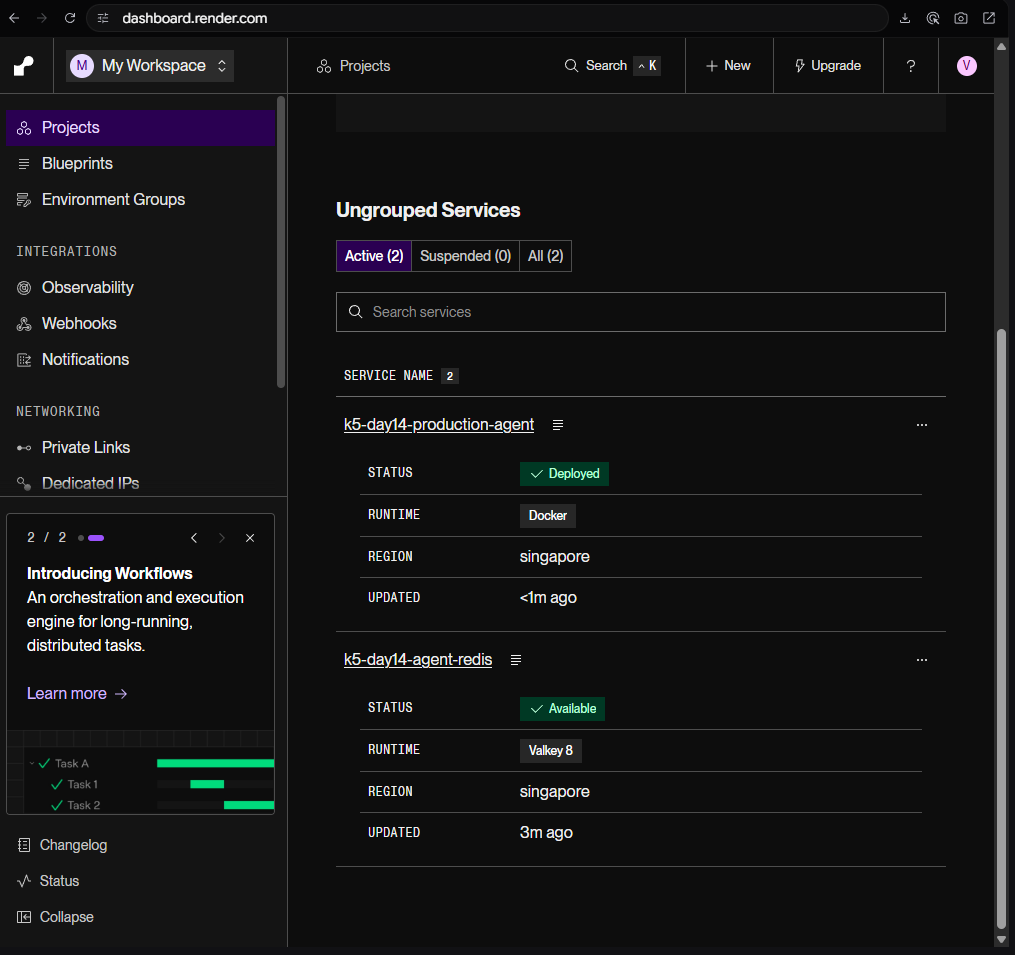 dashboard.render.com
M My Workspace
Projects
Search ^ K
+ New
Upgrade
?
V
Projects
Blueprints
Environment Groups
INTEGRATIONS
Observability
Webhooks
Notifications
NETWORKING
Private Links
Dedicated IPs
2 / 2
Introducing Workflows
An orchestration and execution
engine for long-running,
distributed tasks.
Learn more →
Task A
Task 1
Task 2
Changelog
Status
Collapse
Ungrouped Services
Active (2) Suspended (0) All (2)
Search services
SERVICE NAME 2
k5-day14-production-agent
STATUS Deployed
RUNTIME Docker
REGION singapore
UPDATED <1m ago
k5-day14-agent-redis
STATUS Available
RUNTIME Valkey 8
REGION singapore
UPDATED 3m ago